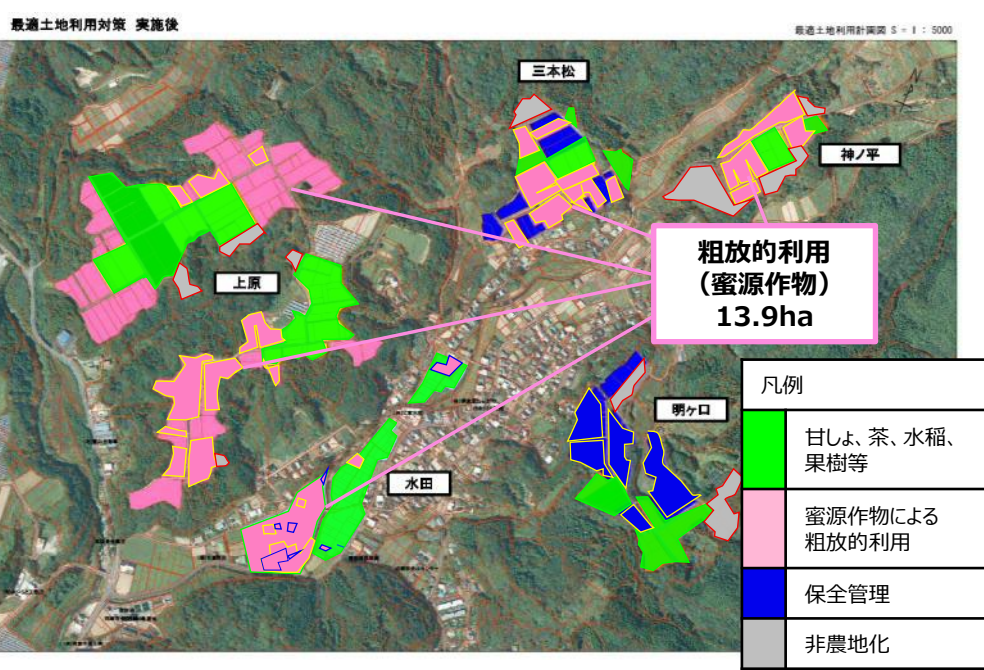 最適土地利用対策 実施後
最適土地利用計画図 S = 1 : 5000
三本松
神ノ平
粗放的利用
(蜜源作物)
13.9ha
上原
明ヶ口
水田
凡例
甘しょ、茶、水稲、
果樹等
蜜源作物による
粗放的利用
保全管理
非農地化